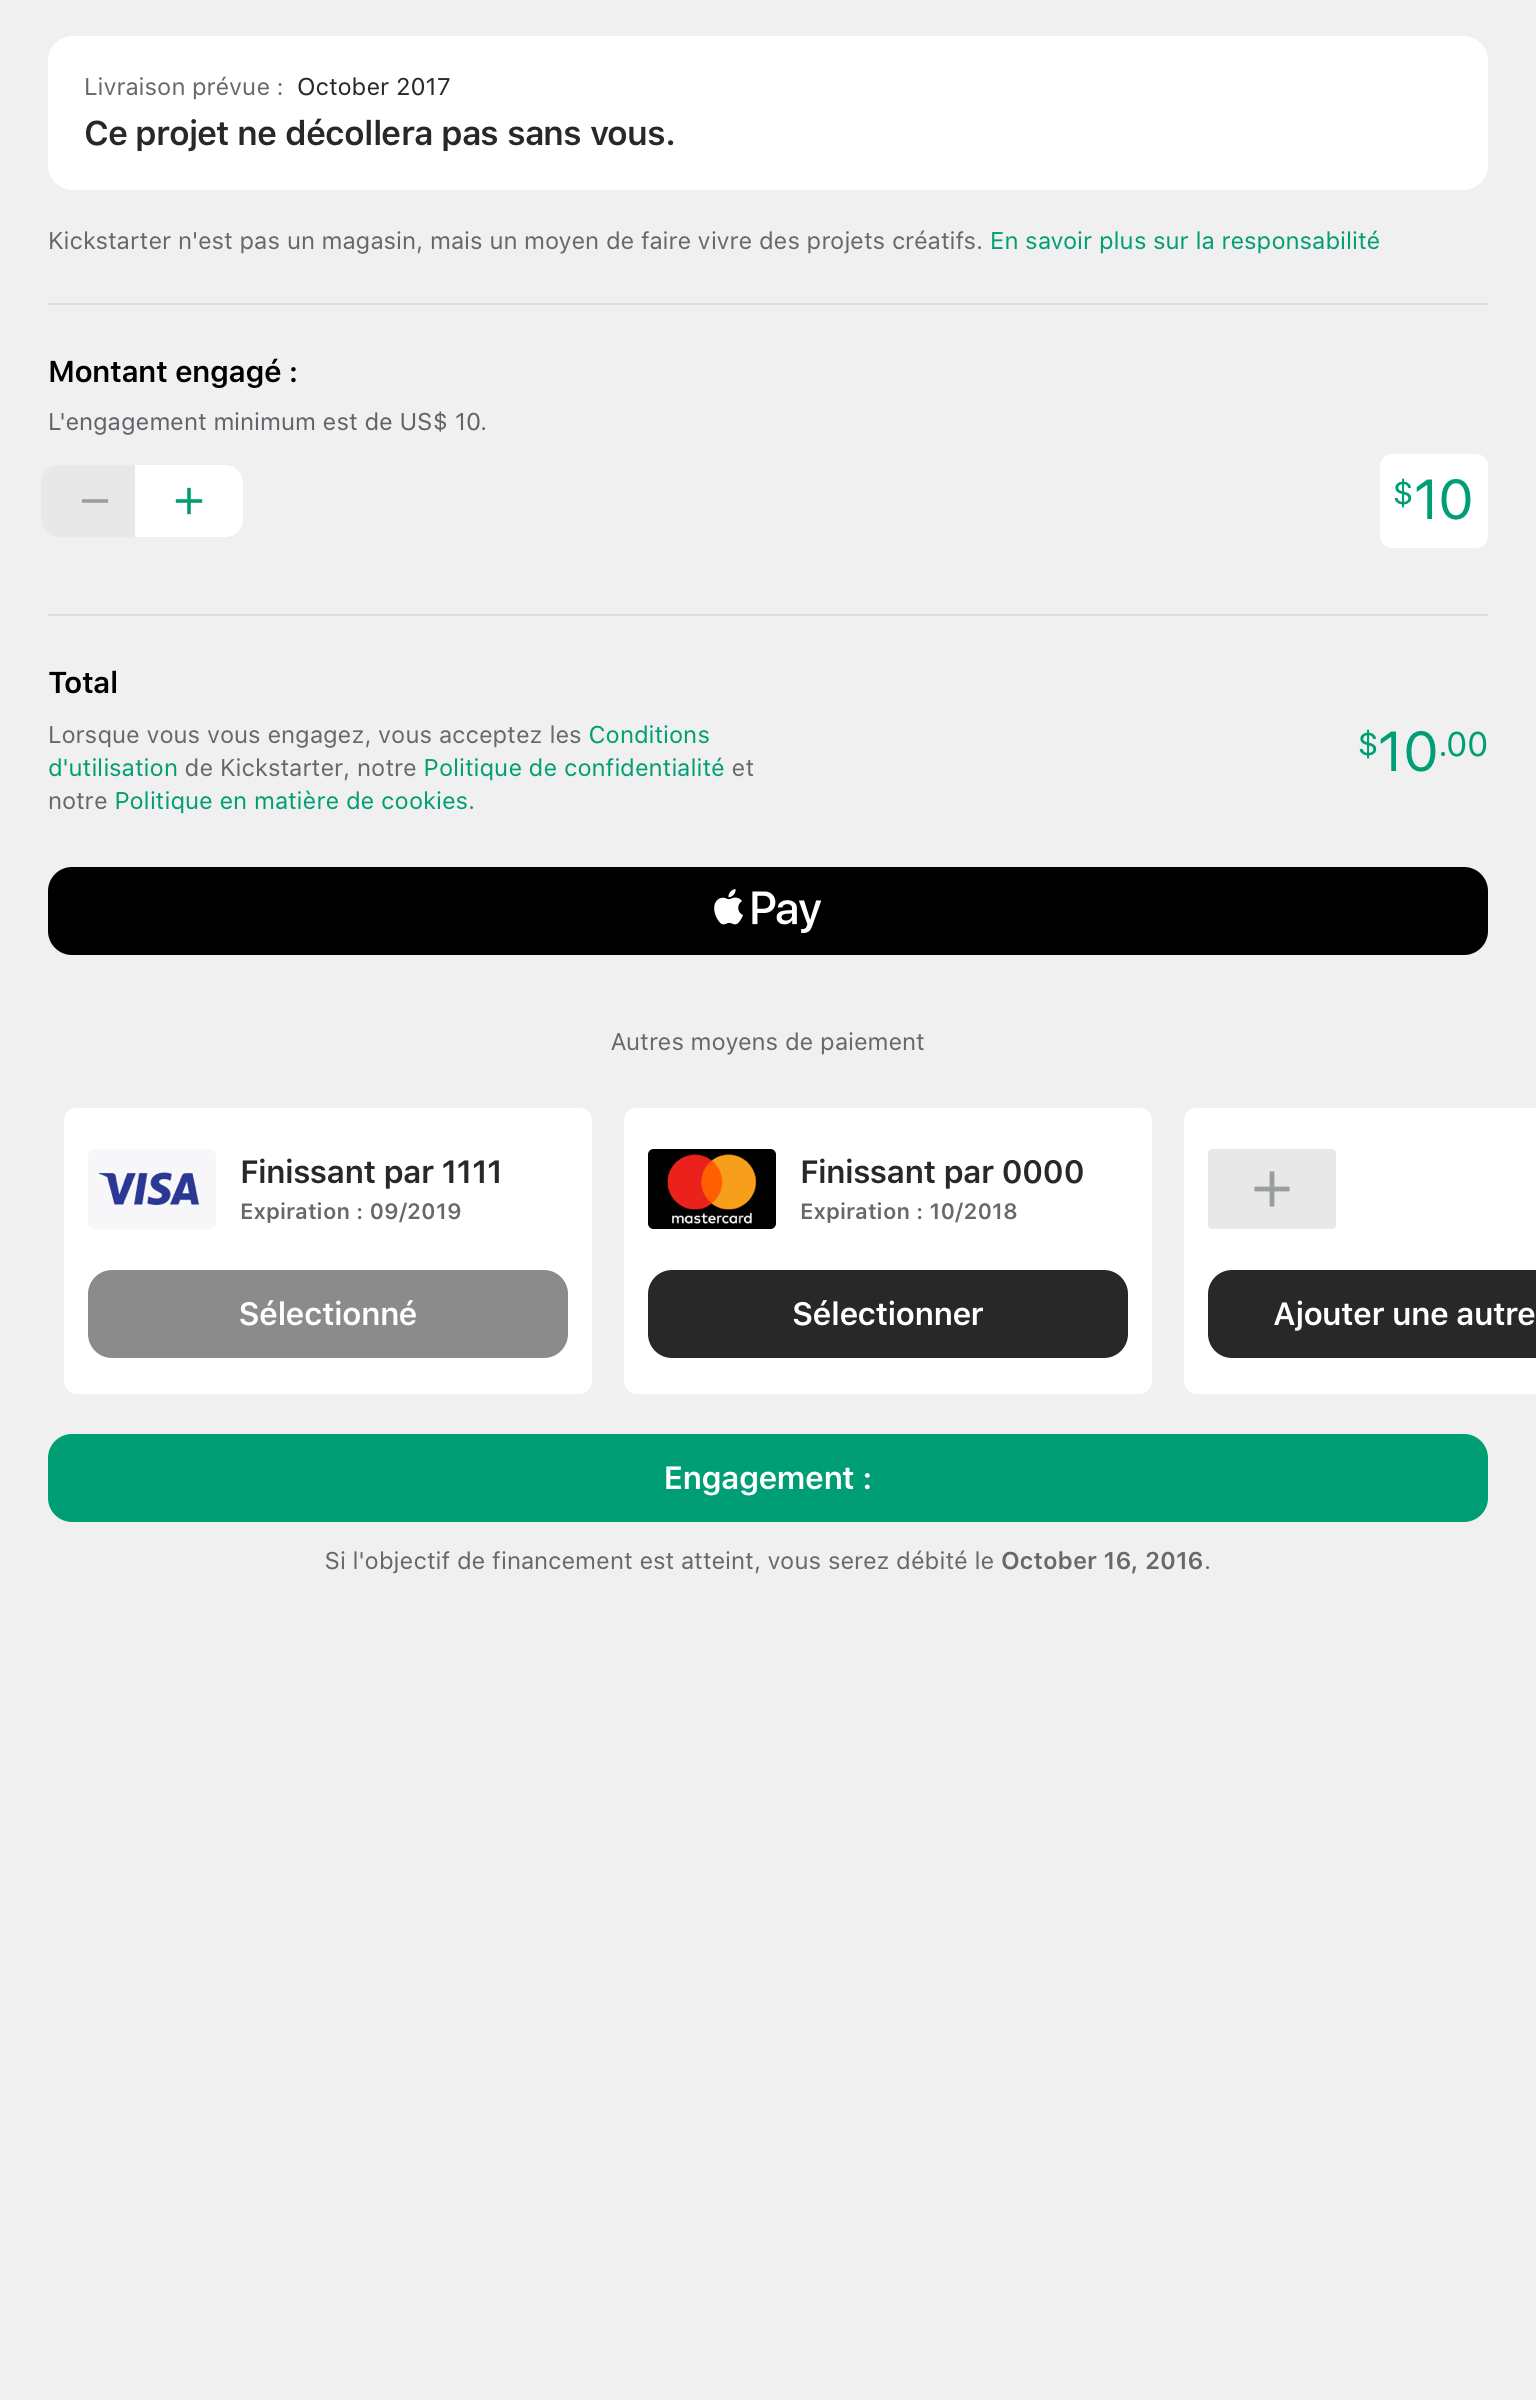 Livraison prévue : October 2017
Ce projet ne décollera pas sans vous.
Kickstarter n'est pas un magasin, mais un moyen de faire vivre des projets créatifs. En savoir plus sur la responsabilité
Montant engagé :
L'engagement minimum est de US$ 10.
$10
Total
Lorsque vous vous engagez, vous acceptez les Conditions
d'utilisation de Kickstarter, notre Politique de confidentialité et
notre Politique en matière de cookies.
$10.00
Pay
Autres moyens de paiement
VISA
Finissant par 1111
Expiration : 09/2019
Sélectionné
mastercard
Finissant par 0000
Expiration : 10/2018
Sélectionner
Ajouter une autre
Engagement :
Si l'objectif de financement est atteint, vous serez débité le October 16, 2016.